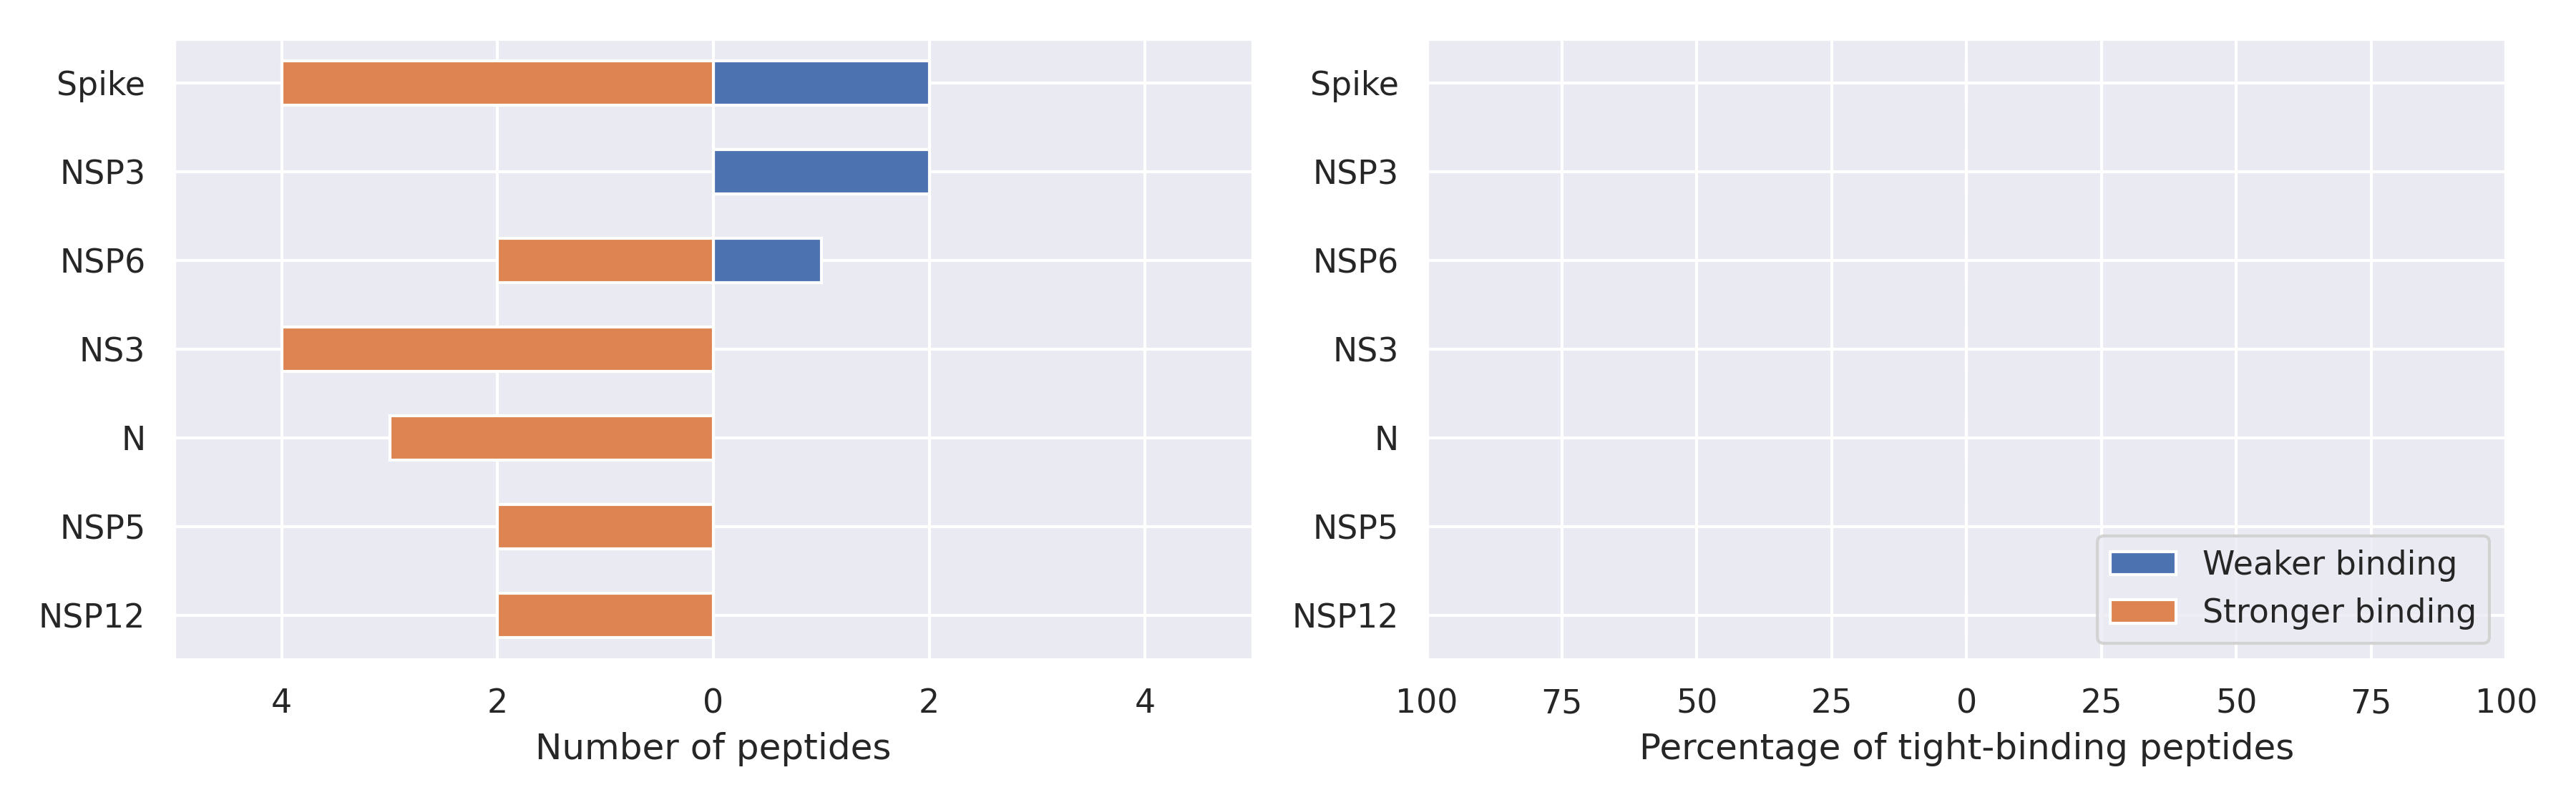 Spike
NSP3
NSP6
NS3
N
NSP5
NSP12
4 2 0 2 4
Number of peptides
Spike
NSP3
NSP6
NS3
N
NSP5
NSP12
Weaker binding
Stronger binding
100 75 50 25 0 25 50 75 100
Percentage of tight-binding peptides